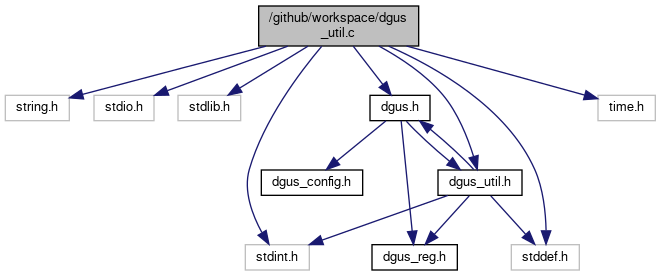 /github/workspace/dgus
_util.c
string.h
stdio.h
stdlib.h
dgus.h
time.h
dgus_config.h
dgus_util.h
stdint.h
dgus_reg.h
stddef.h